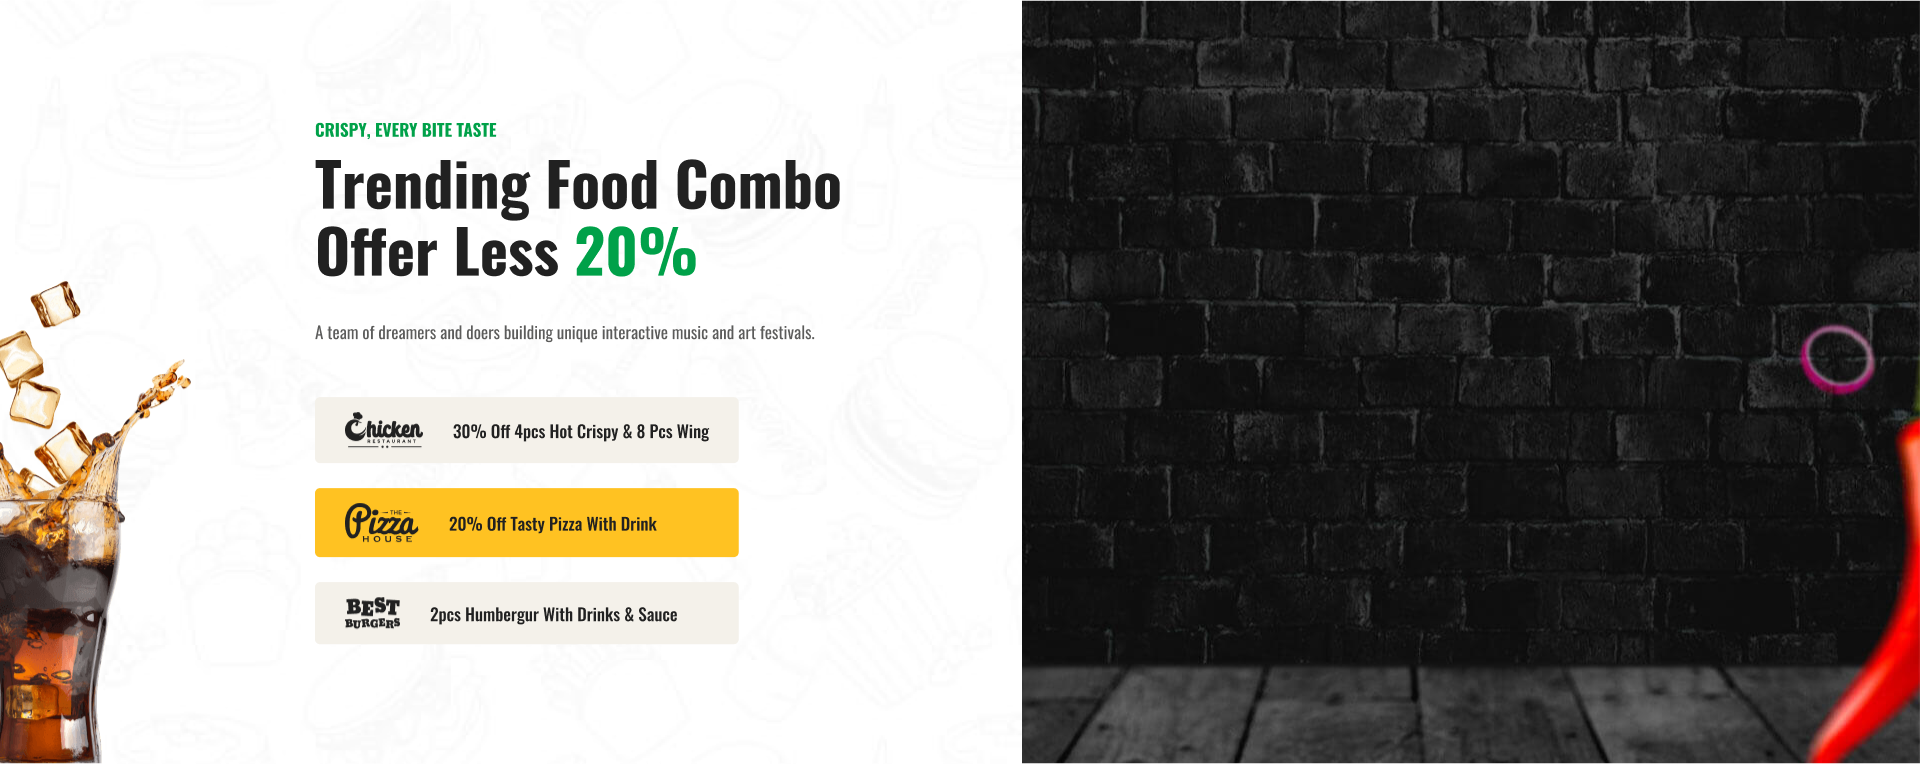 CRISPY, EVERY BITE TASTE
Trending Food Combo
Offer Less 20%
A team of dreamers and doers building unique interactive music and art festivals.
Chicken
RESTAURANT
30% Off 4pcs Hot Crispy & 8 Pcs Wing
THE
Pizza
HOUSE
20% Off Tasty Pizza With Drink
BEST
BURGERS
2pcs Humbergur With Drinks & Sauce